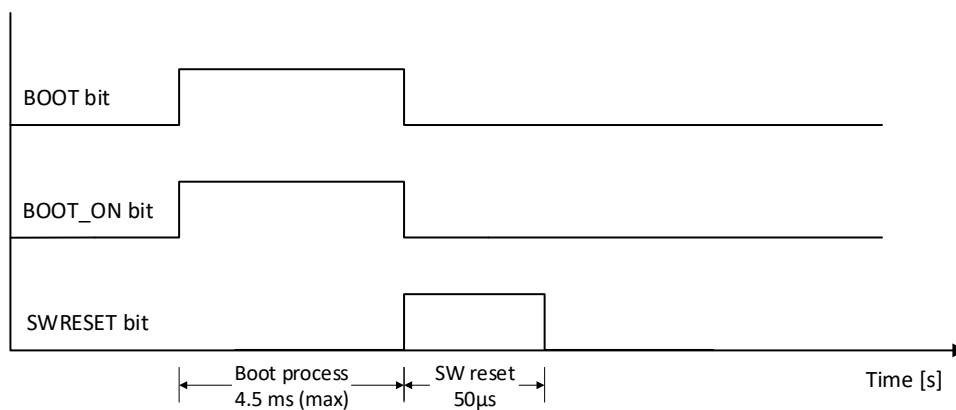 BOOT bit
BOOT_ON bit
SWRESET bit
Boot process
4.5 ms (max)
SW reset
50µs
Time [s]